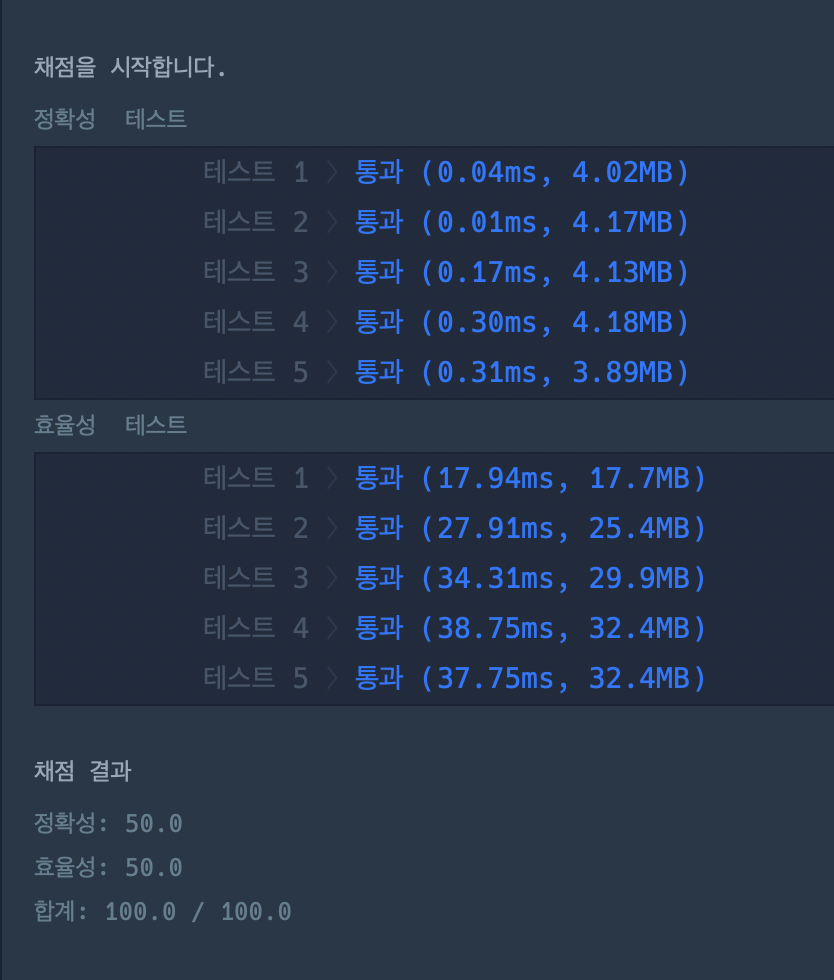 채점을 시작합니다.
정확성 테스트
테스트 1 〉 통과 (0.04ms, 4.02MB)
테스트 2 〉 통과 (0.01ms, 4.17MB)
테스트 3 〉 통과 (0.17ms, 4.13MB)
테스트 4 〉 통과 (0.30ms, 4.18MB)
테스트 5 〉 통과 (0.31ms, 3.89MB)
효율성 테스트
테스트 1 〉 통과 (17.94ms, 17.7MB)
테스트 2 〉 통과 (27.91ms, 25.4MB)
테스트 3 〉 통과 (34.31ms, 29.9MB)
테스트 4 〉 통과 (38.75ms, 32.4MB)
테스트 5 〉 통과 (37.75ms, 32.4MB)
채점 결과
정확성: 50.0
효율성: 50.0
합계: 100.0 / 100.0